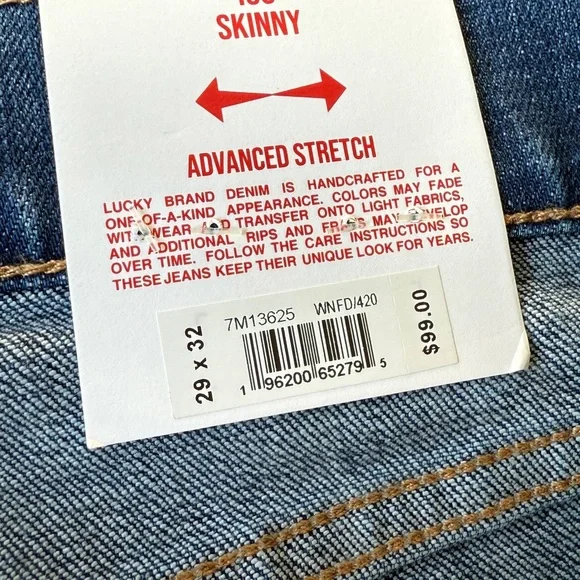 SKINNY
ADVANCED STRETCH
LUCKY BRAND DENIM IS HANDCRAFTED FOR A
ONE-OF-A-KIND APPEARANCE. COLORS MAY FADE
WITH WEAR TRANSFER ONTO LIGHT FABRICS,
AND ADDITIONAL RIPS AND FRAYS MAY DEVELOP
OVER TIME. FOLLOW THE CARE INSTRUCTIONS SO
THESE JEANS KEEP THEIR UNIQUE LOOK FOR YEARS.
29 X 32
7M13625 WNFD/420
1 96200 65279 5
$99.00